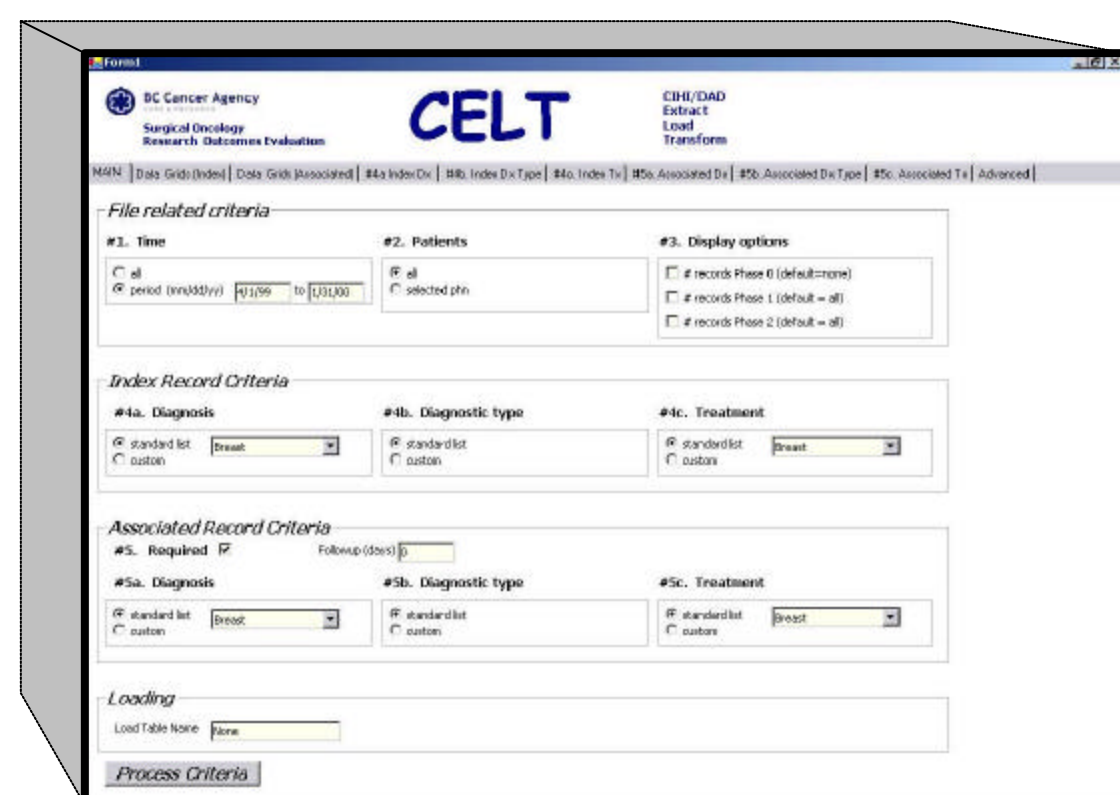 Form1
BC Cancer Agency
CARE & RESEARCH
Surgical Oncology
Research Outcomes Evaluation
CELT
CIHI/DAD
Extract
Load
Transform
MAIN Data Grids (Index) Data Grids (Associated) #4a Index Dx #4b. Index Dx Type #4c. Index Tx #5a. Associated Dx #5b. Associated Dx Type #5c. Associated Tx Advanced
File related criteria
#1. Time #2. Patients #3. Display options
all
period (mm/dd/yy) 4/1/99 to 1/31/00
all
selected phn
# records Phase 0 (default=none)
# records Phase 1 (default = all)
# records Phase 2 (default = all)
Index Record Criteria
#4a. Diagnosis #4b. Diagnostic type #4c. Treatment
standard list Breast standard list standard list Breast
custom custom custom
Associated Record Criteria
#5. Required Followup (days) 0
#5a. Diagnosis #5b. Diagnostic type #5c. Treatment
standard list Breast standard list standard list Breast
custom custom custom
Loading
Load Table Name None
Process Criteria